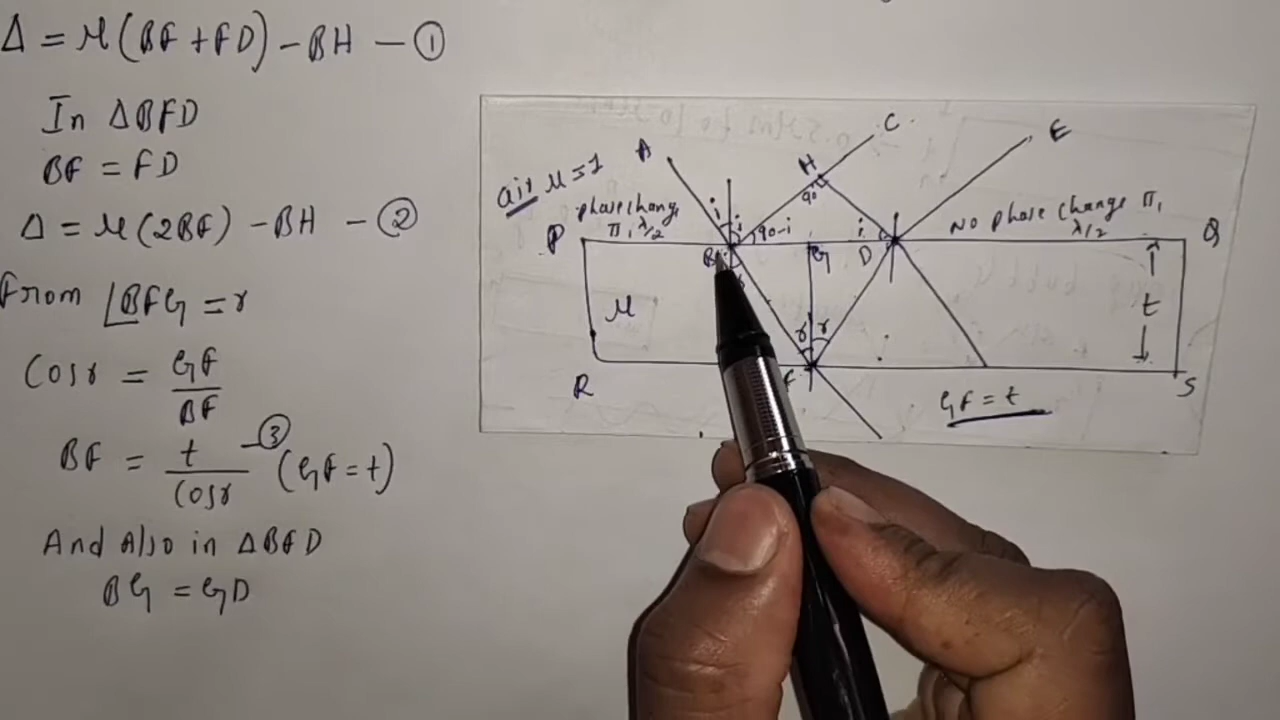 Δ = μ(BF + FD) - BH - ①
In ΔBFD
BF = FD
Δ = μ(2BF) - BH - ②
From ∠BFG = r
Cos r = GF / BF
BF = t / Cos r - ③ (GF = t)
And Also in ΔBFD
BG = GD
A
C
E
H
air μ = 1
90
i
i
phase change
π, λ/2
90-i
i
No phase change π,
λ/2
P
B
G
D
Q
μ
t
r
r
R
F
S
GF = t